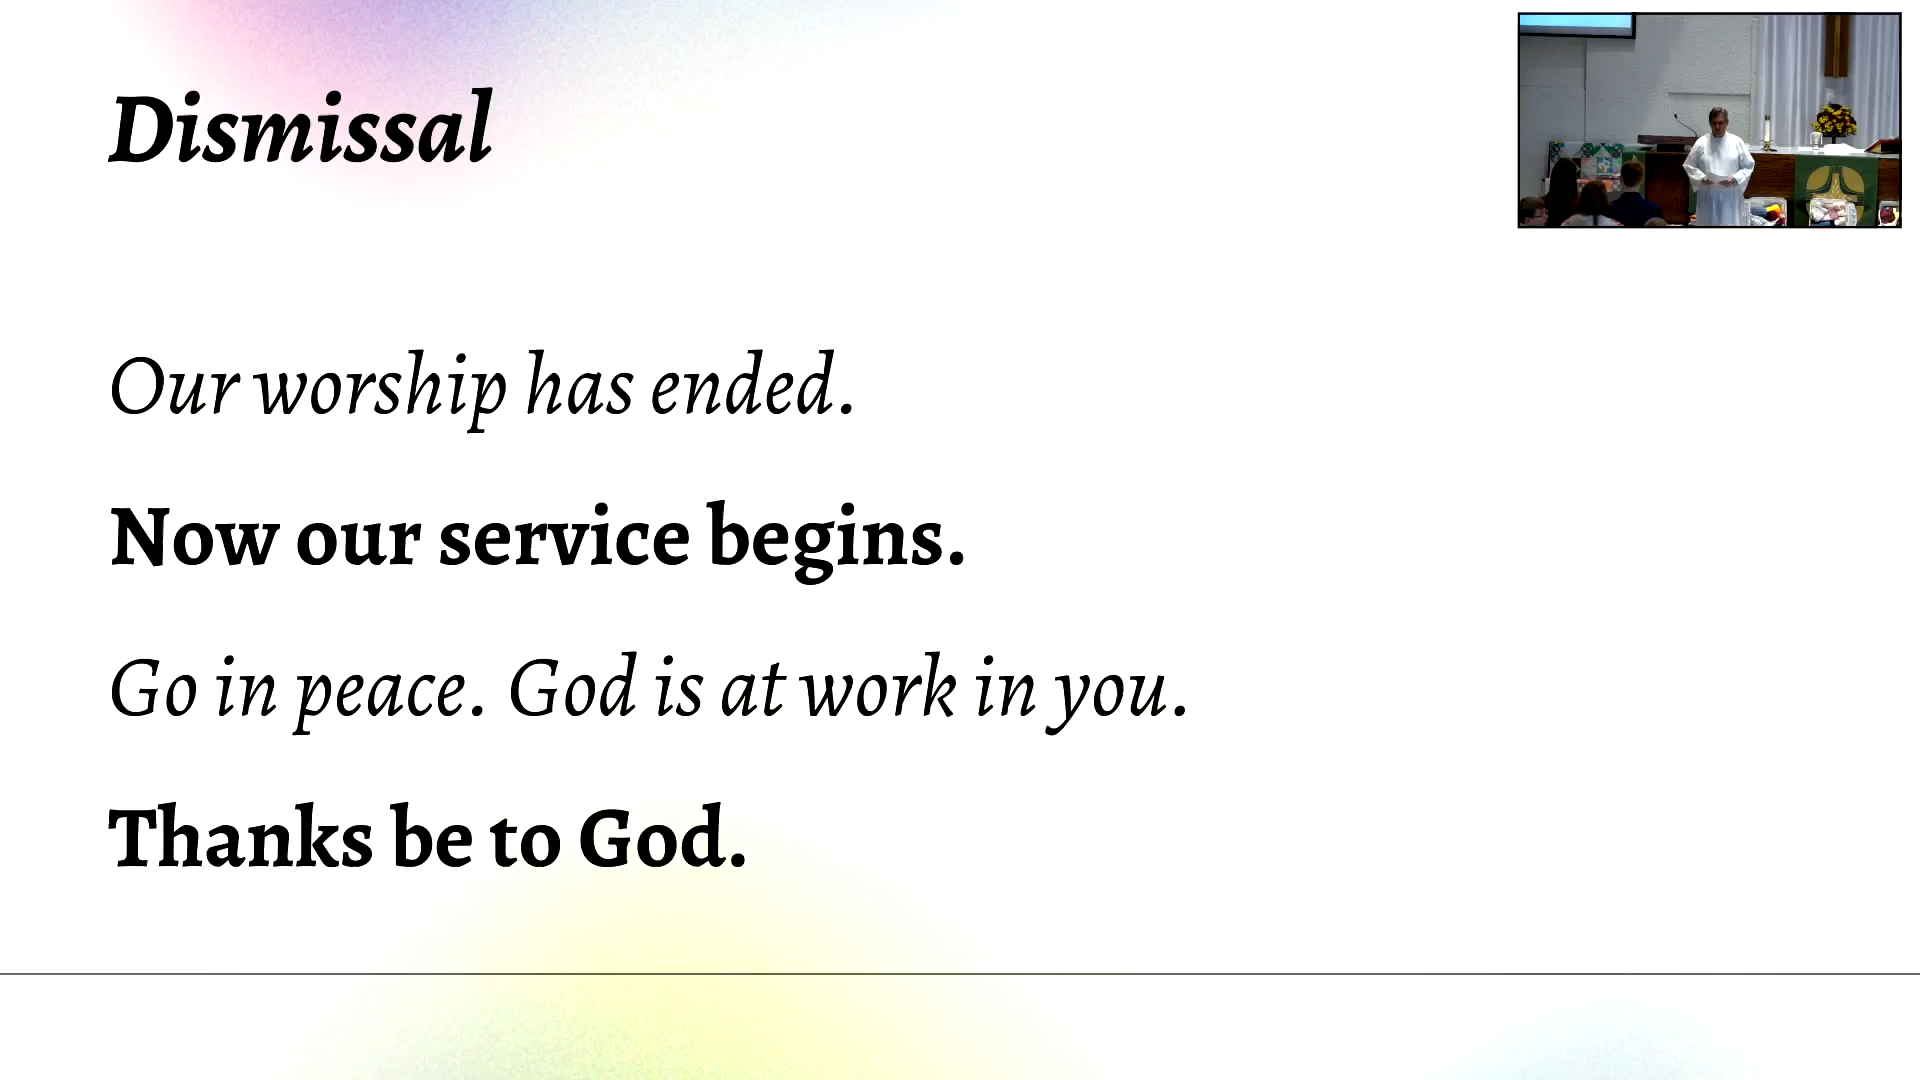 Dismissal
Our worship has ended.
Now our service begins.
Go in peace. God is at work in you.
Thanks be to God.